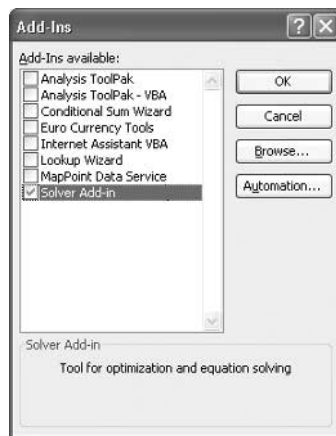 Add-Ins
Add-Ins available:
Analysis ToolPak
Analysis ToolPak - VBA
Conditional Sum Wizard
Euro Currency Tools
Internet Assistant VBA
Lookup Wizard
MapPoint Data Service
Solver Add-in
OK
Cancel
Browse...
Automation...
Solver Add-in
Tool for optimization and equation solving